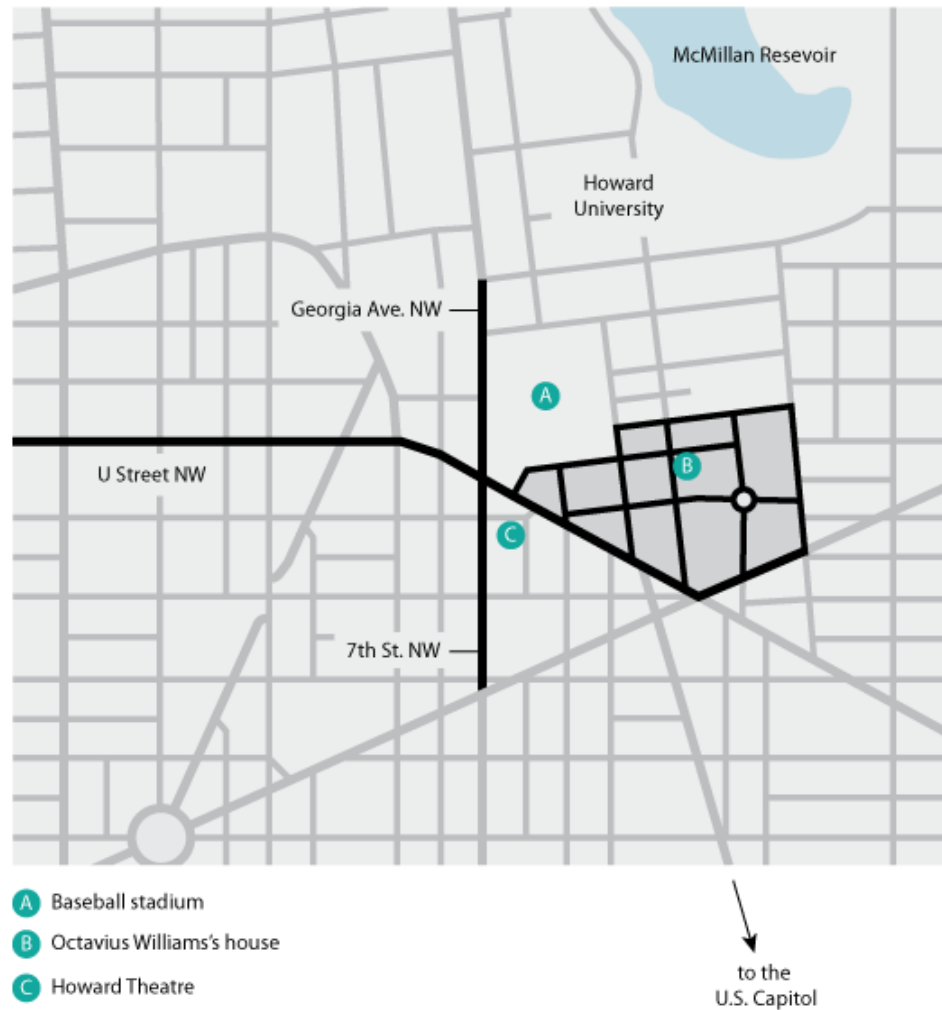 McMillan Resevoir
Howard
University
Georgia Ave. NW
A
U Street NW
B
C
7th St. NW
A Baseball stadium
B Octavius Williams's house
C Howard Theatre
to the
U.S. Capitol